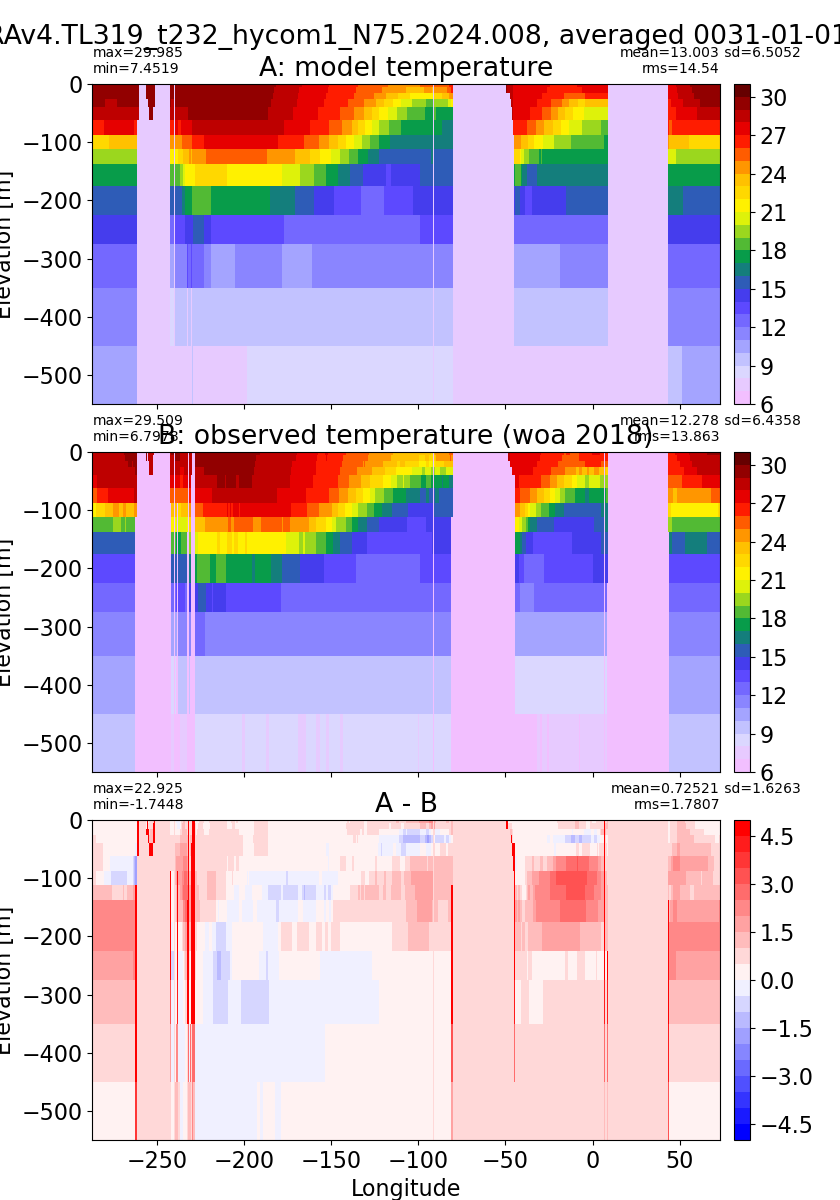 RAv4.TL319_t232_hycom1_N75.2024.008, averaged 0031-01-01
max=29.985
min=7.4519
A: model temperature
mean=13.003 sd=6.5052
rms=14.54
0
−100
−200
−300
−400
−500
Elevation [m]
30
27
24
21
18
15
12
9
6
max=29.509
min=6.7978
B: observed temperature (woa 2018)
mean=12.278 sd=6.4358
rms=13.863
0
−100
−200
−300
−400
−500
Elevation [m]
30
27
24
21
18
15
12
9
6
max=22.925
min=-1.7448
A - B
mean=0.72521 sd=1.6263
rms=1.7807
0
−100
−200
−300
−400
−500
Elevation [m]
4.5
3.0
1.5
0.0
−1.5
−3.0
−4.5
−250
−200
−150
−100
−50
0
50
Longitude